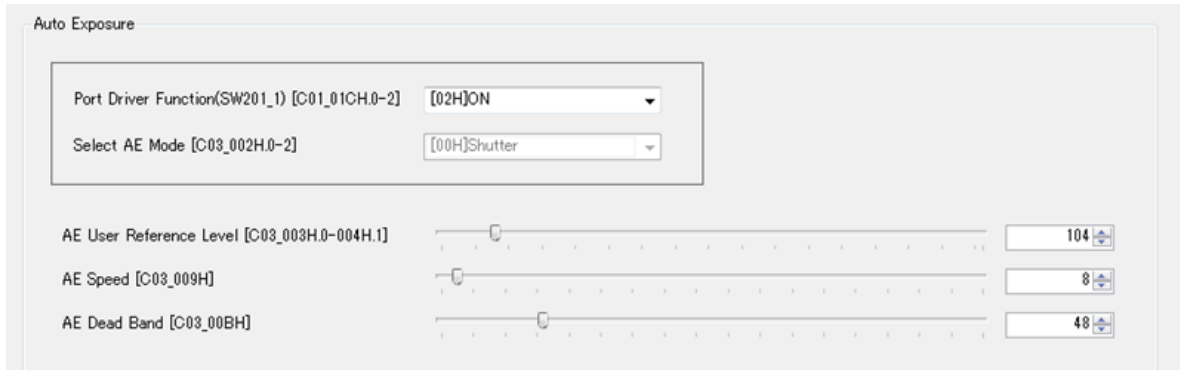 Auto Exposure
Port Driver Function(SW201_1) [C01_01CH.0-2] [02H]ON
Select AE Mode [C03_002H.0-2] [00H]Shutter
AE User Reference Level [C03_003H.0-004H.1] 104
AE Speed [C03_009H] 8
AE Dead Band [C03_00BH] 48